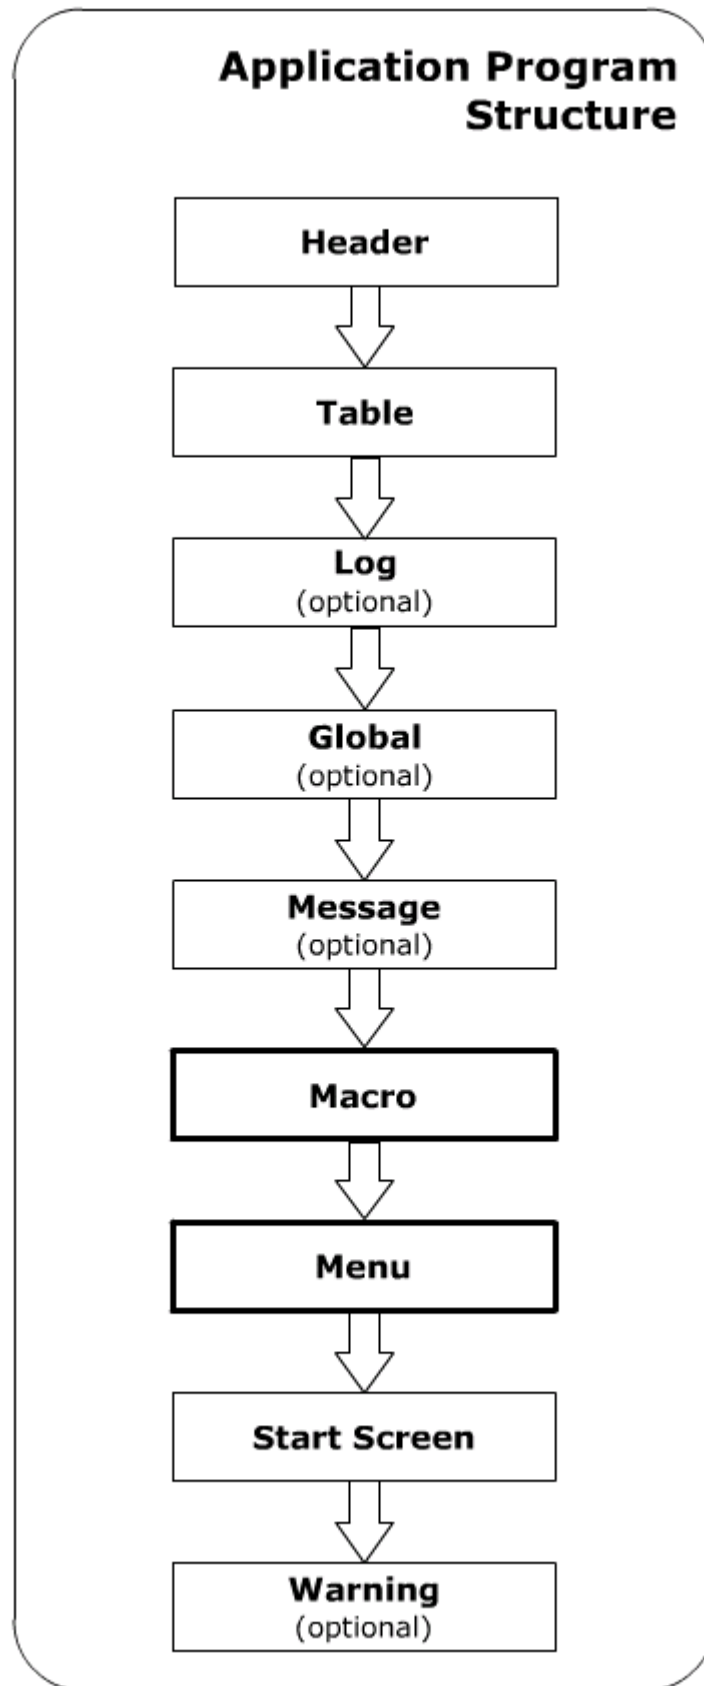 Application Program
Structure
Header
Table
Log
(optional)
Global
(optional)
Message
(optional)
Macro
Menu
Start Screen
Warning
(optional)